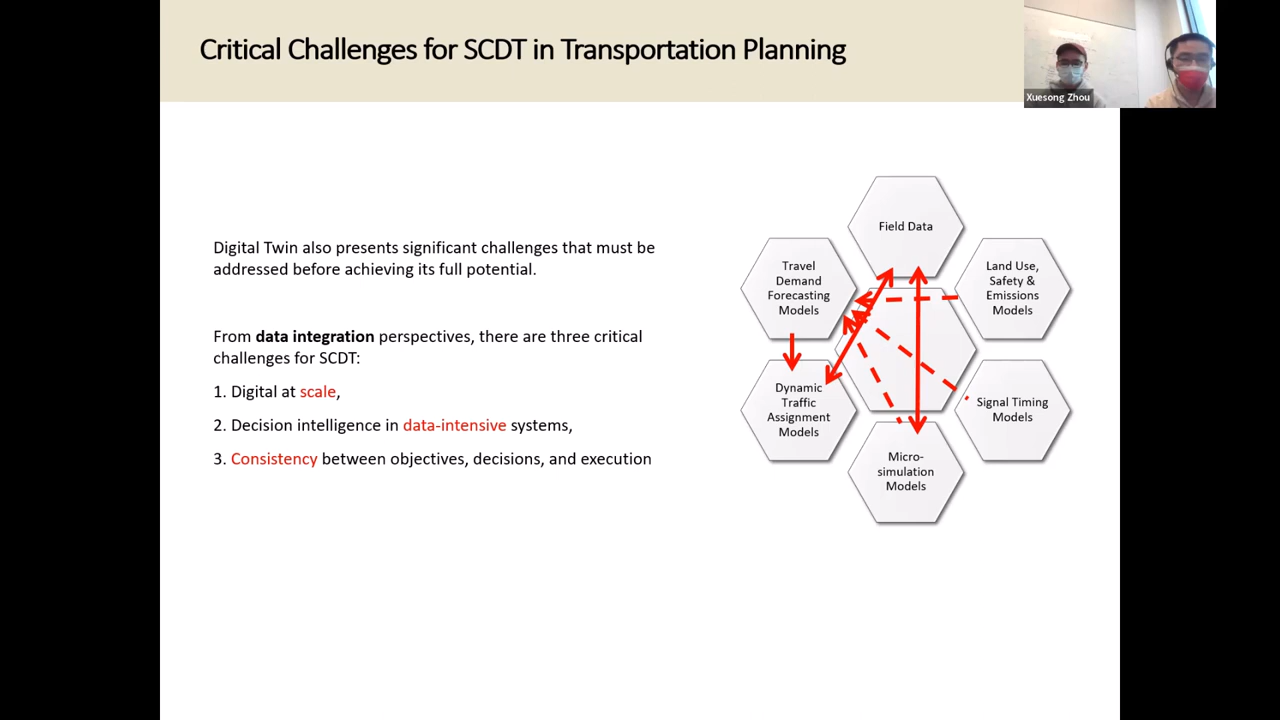 Critical Challenges for SCDT in Transportation Planning
Xuesong Zhou
Digital Twin also presents significant challenges that must be
addressed before achieving its full potential.
From data integration perspectives, there are three critical
challenges for SCDT:
1. Digital at scale,
2. Decision intelligence in data-intensive systems,
3. Consistency between objectives, decisions, and execution
Field Data
Travel
Demand
Forecasting
Models
Land Use,
Safety &
Emissions
Models
Dynamic
Traffic
Assignment
Models
Signal Timing
Models
Micro-
simulation
Models